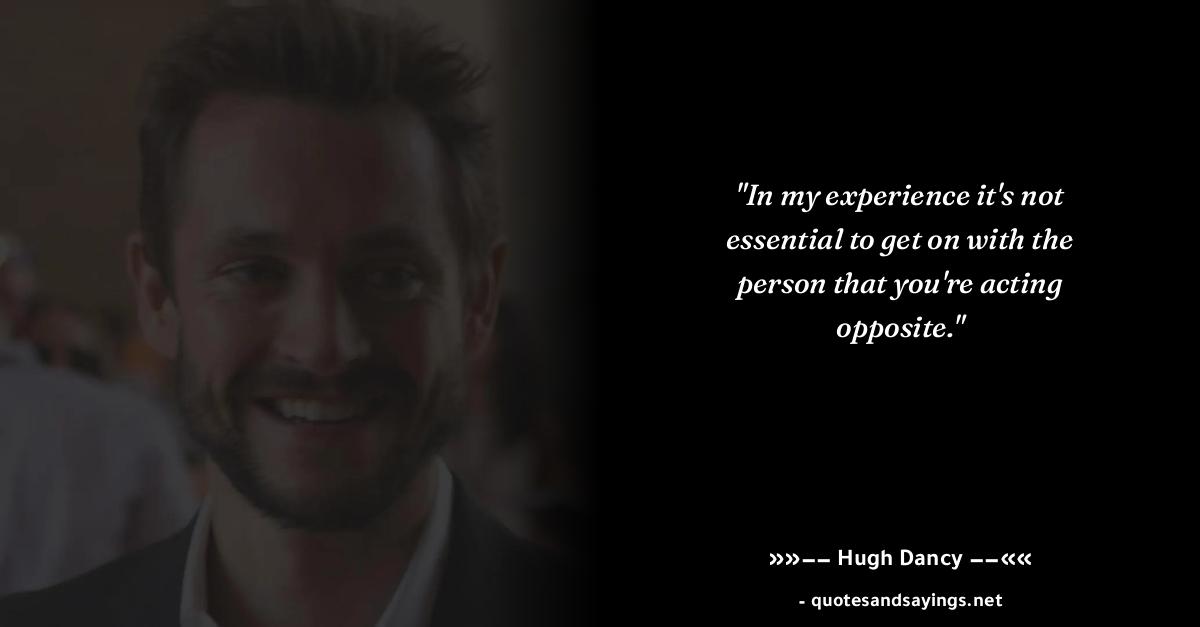 "In my experience it's not
essential to get on with the
person that you're acting
opposite."
»»–– Hugh Dancy ––««
- quotesandsayings.net